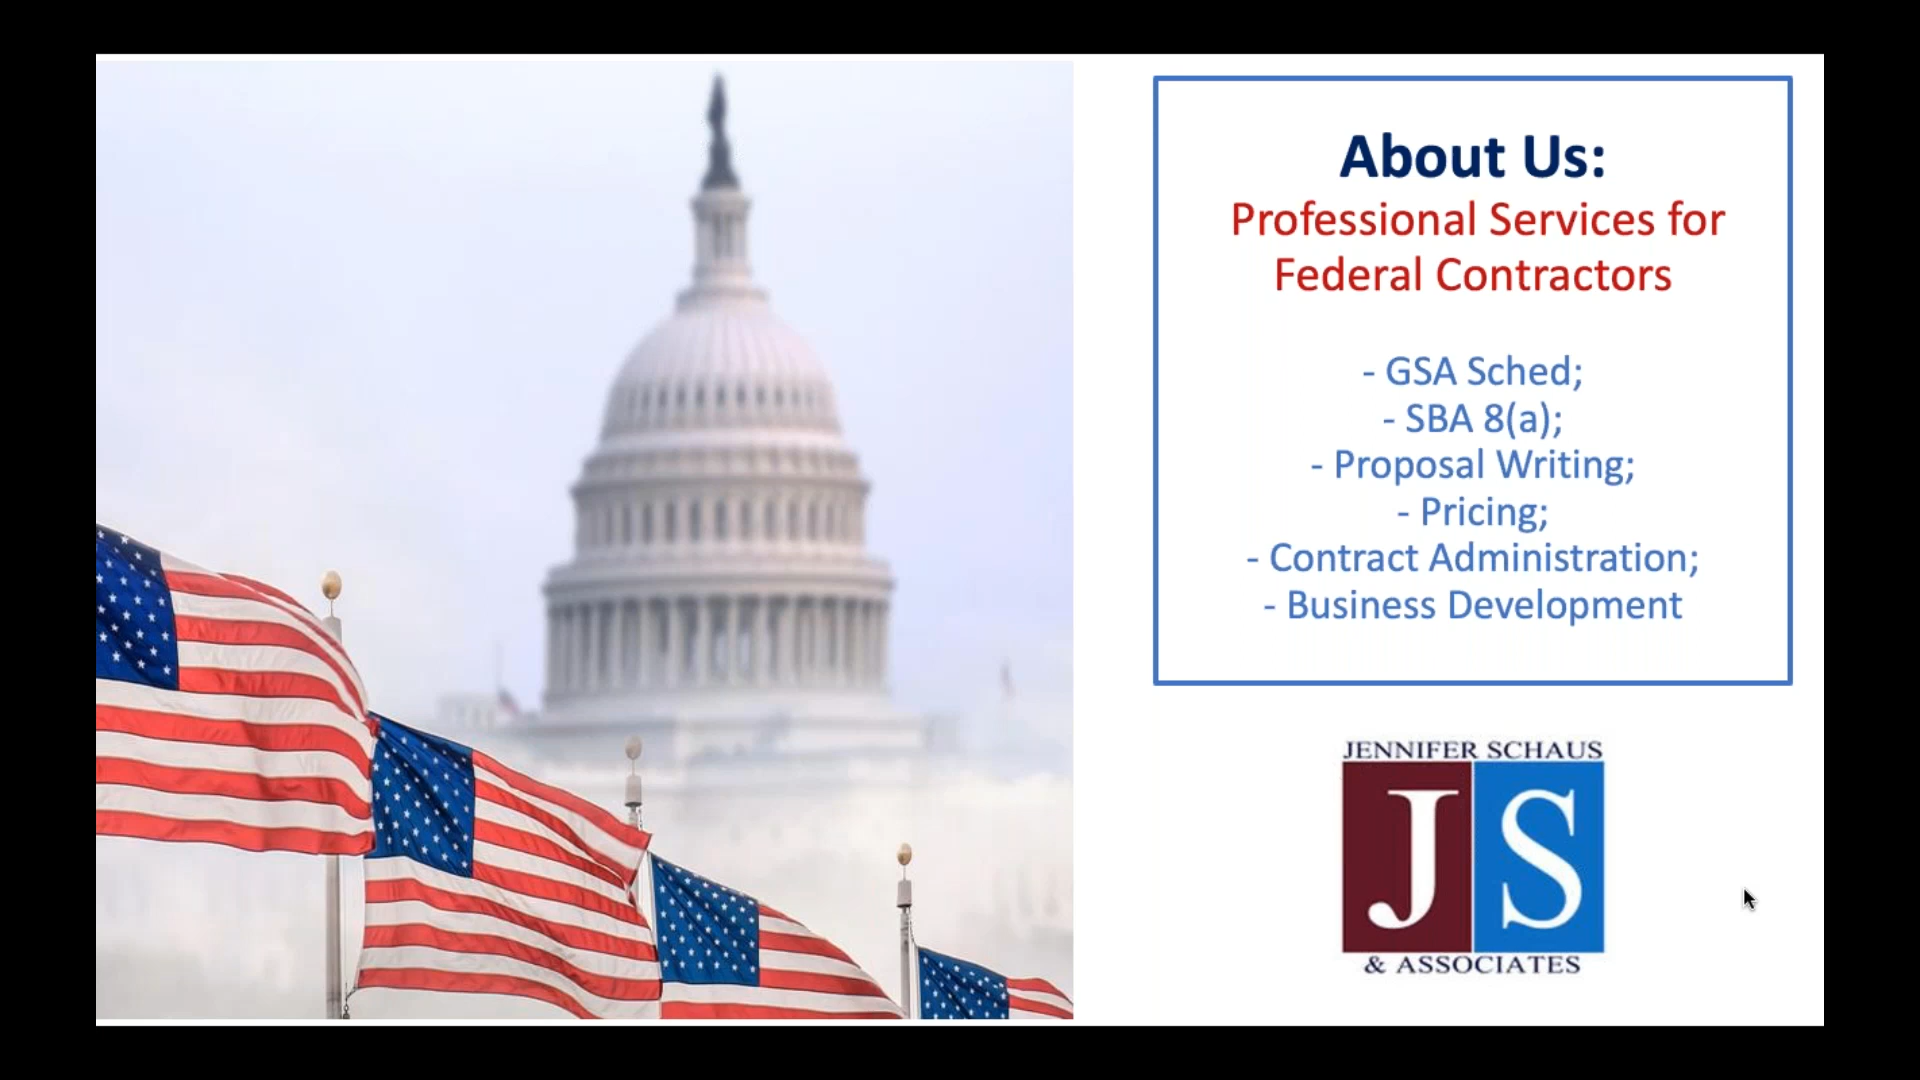 About Us:
Professional Services for
Federal Contractors
- GSA Sched;
- SBA 8(a);
- Proposal Writing;
- Pricing;
- Contract Administration;
- Business Development
JENNIFER SCHAUS
JS
& ASSOCIATES